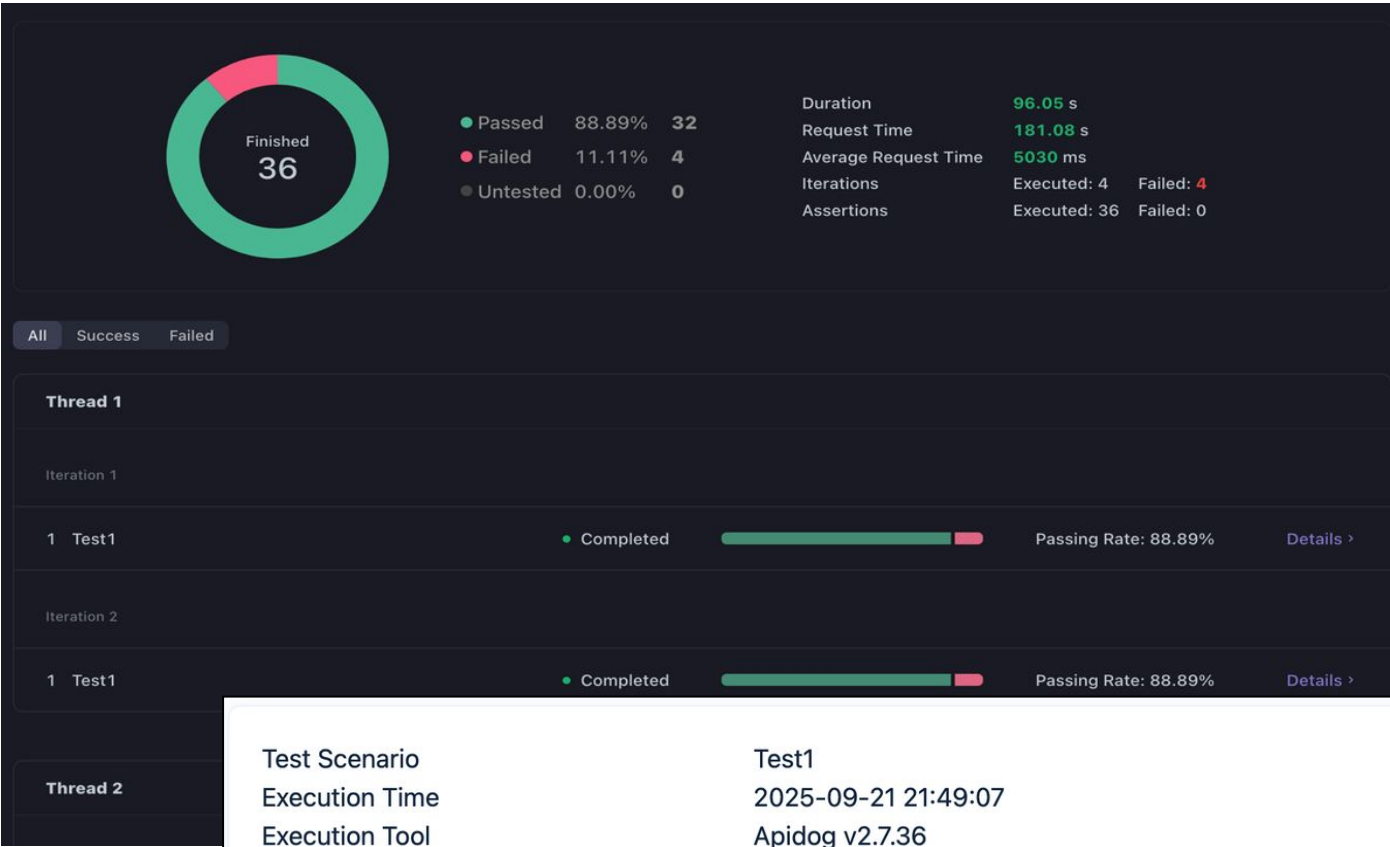 Finished
36
Passed 88.89% 32
Failed 11.11% 4
Untested 0.00% 0
Duration 96.05 s
Request Time 181.08 s
Average Request Time 5030 ms
Iterations Executed: 4 Failed: 4
Assertions Executed: 36 Failed: 0
All Success Failed
Thread 1
Iteration 1
1 Test1 Completed Passing Rate: 88.89% Details ›
Iteration 2
1 Test1 Completed Passing Rate: 88.89% Details ›
Thread 2
Test Scenario Test1
Execution Time 2025-09-21 21:49:07
Execution Tool Apidog v2.7.36